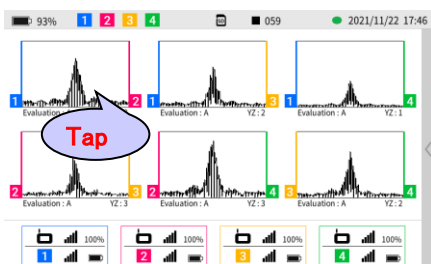 93% 1 2 3 4 059 2021/11/22 17:46
1 2 1 3 1 4
Evaluation : YZ : 2 Evaluation : A YZ : 1
Tap
2 3 2 4 3 4
Evaluation : A YZ : 3 Evaluation : A YZ : 3 Evaluation : A YZ : 2
100% 100% 100% 100%
1 2 3 4